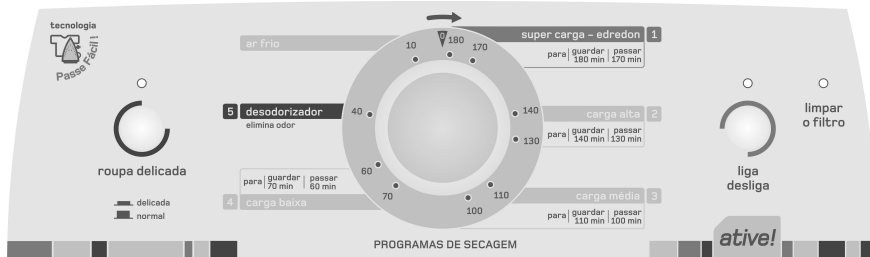 tecnologia
Passe Fácil!
roupa delicada
delicada
normal
ar frio
5 desodorizador
elimina odor
para guardar 70 min passar 60 min
4 carga baixa
10
0
180
170
140
130
110
100
70
60
40
PROGRAMAS DE SECAGEM
super carga – edredon 1
para guardar 180 min passar 170 min
carga alta 2
para guardar 140 min passar 130 min
carga média 3
para guardar 110 min passar 100 min
liga
desliga
limpar
o filtro
ative!